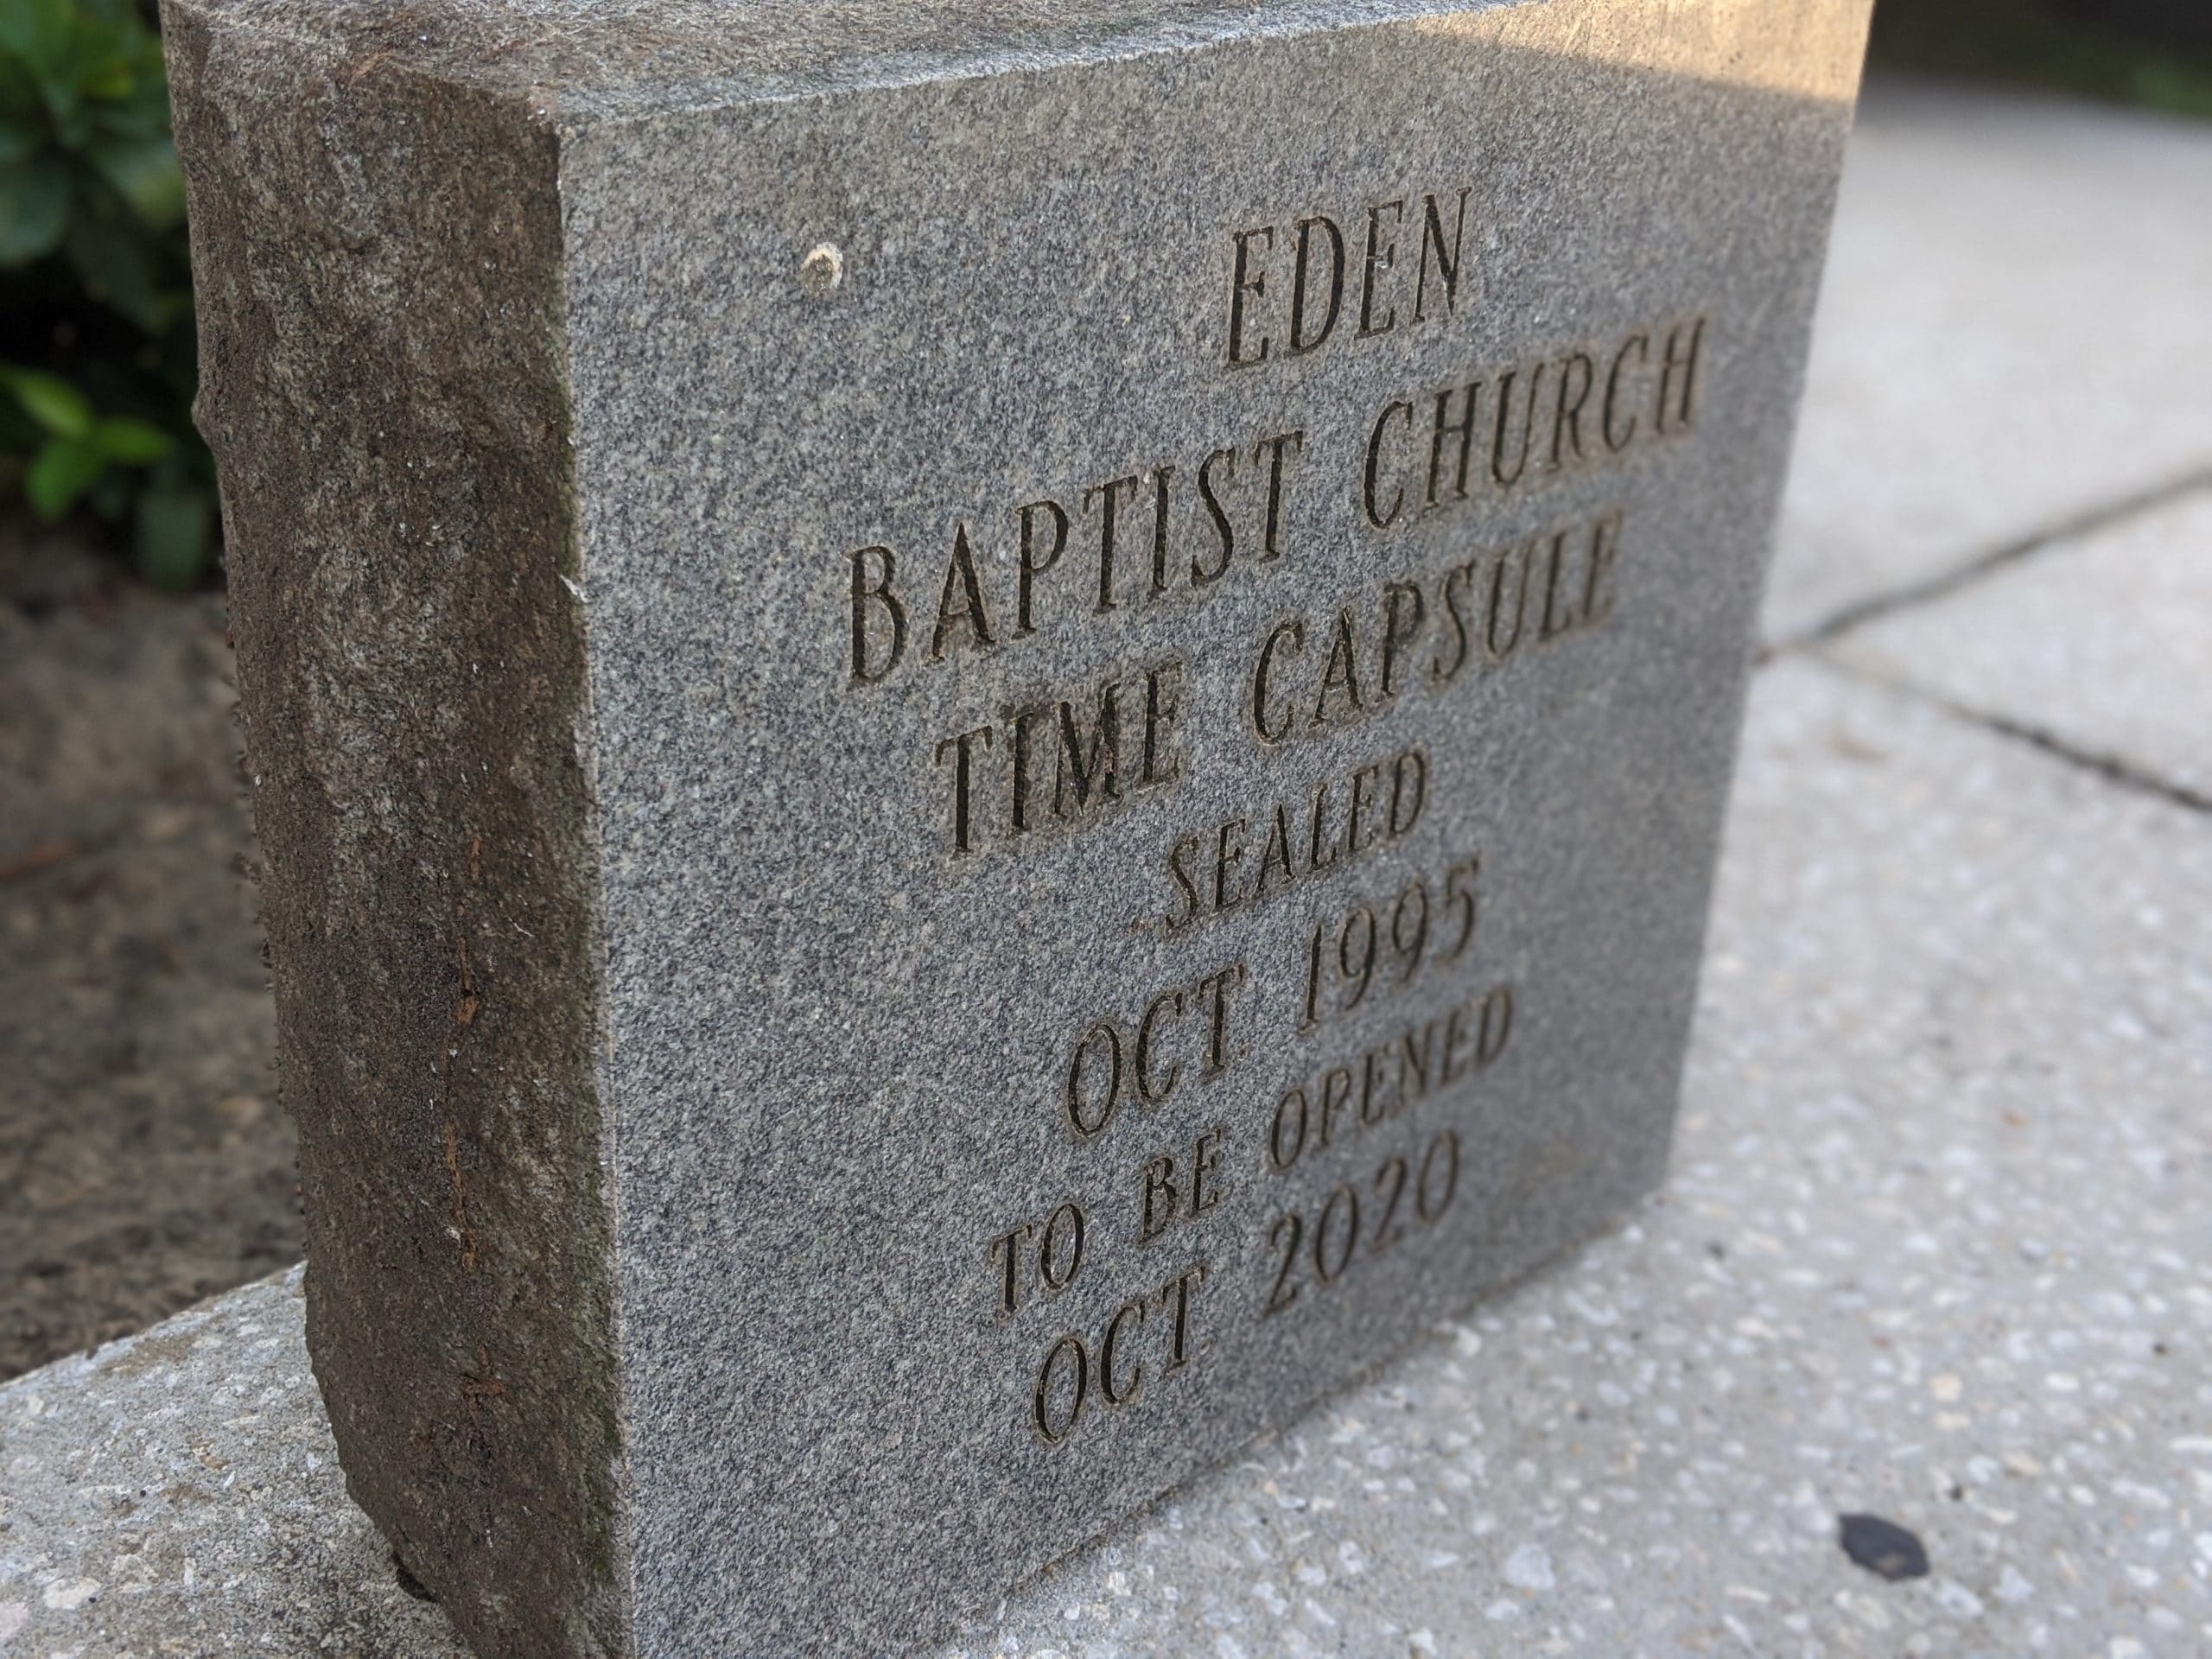 EDEN
BAPTIST CHURCH
TIME CAPSULE
SEALED
OCT. 1995
TO BE OPENED
OCT. 2020